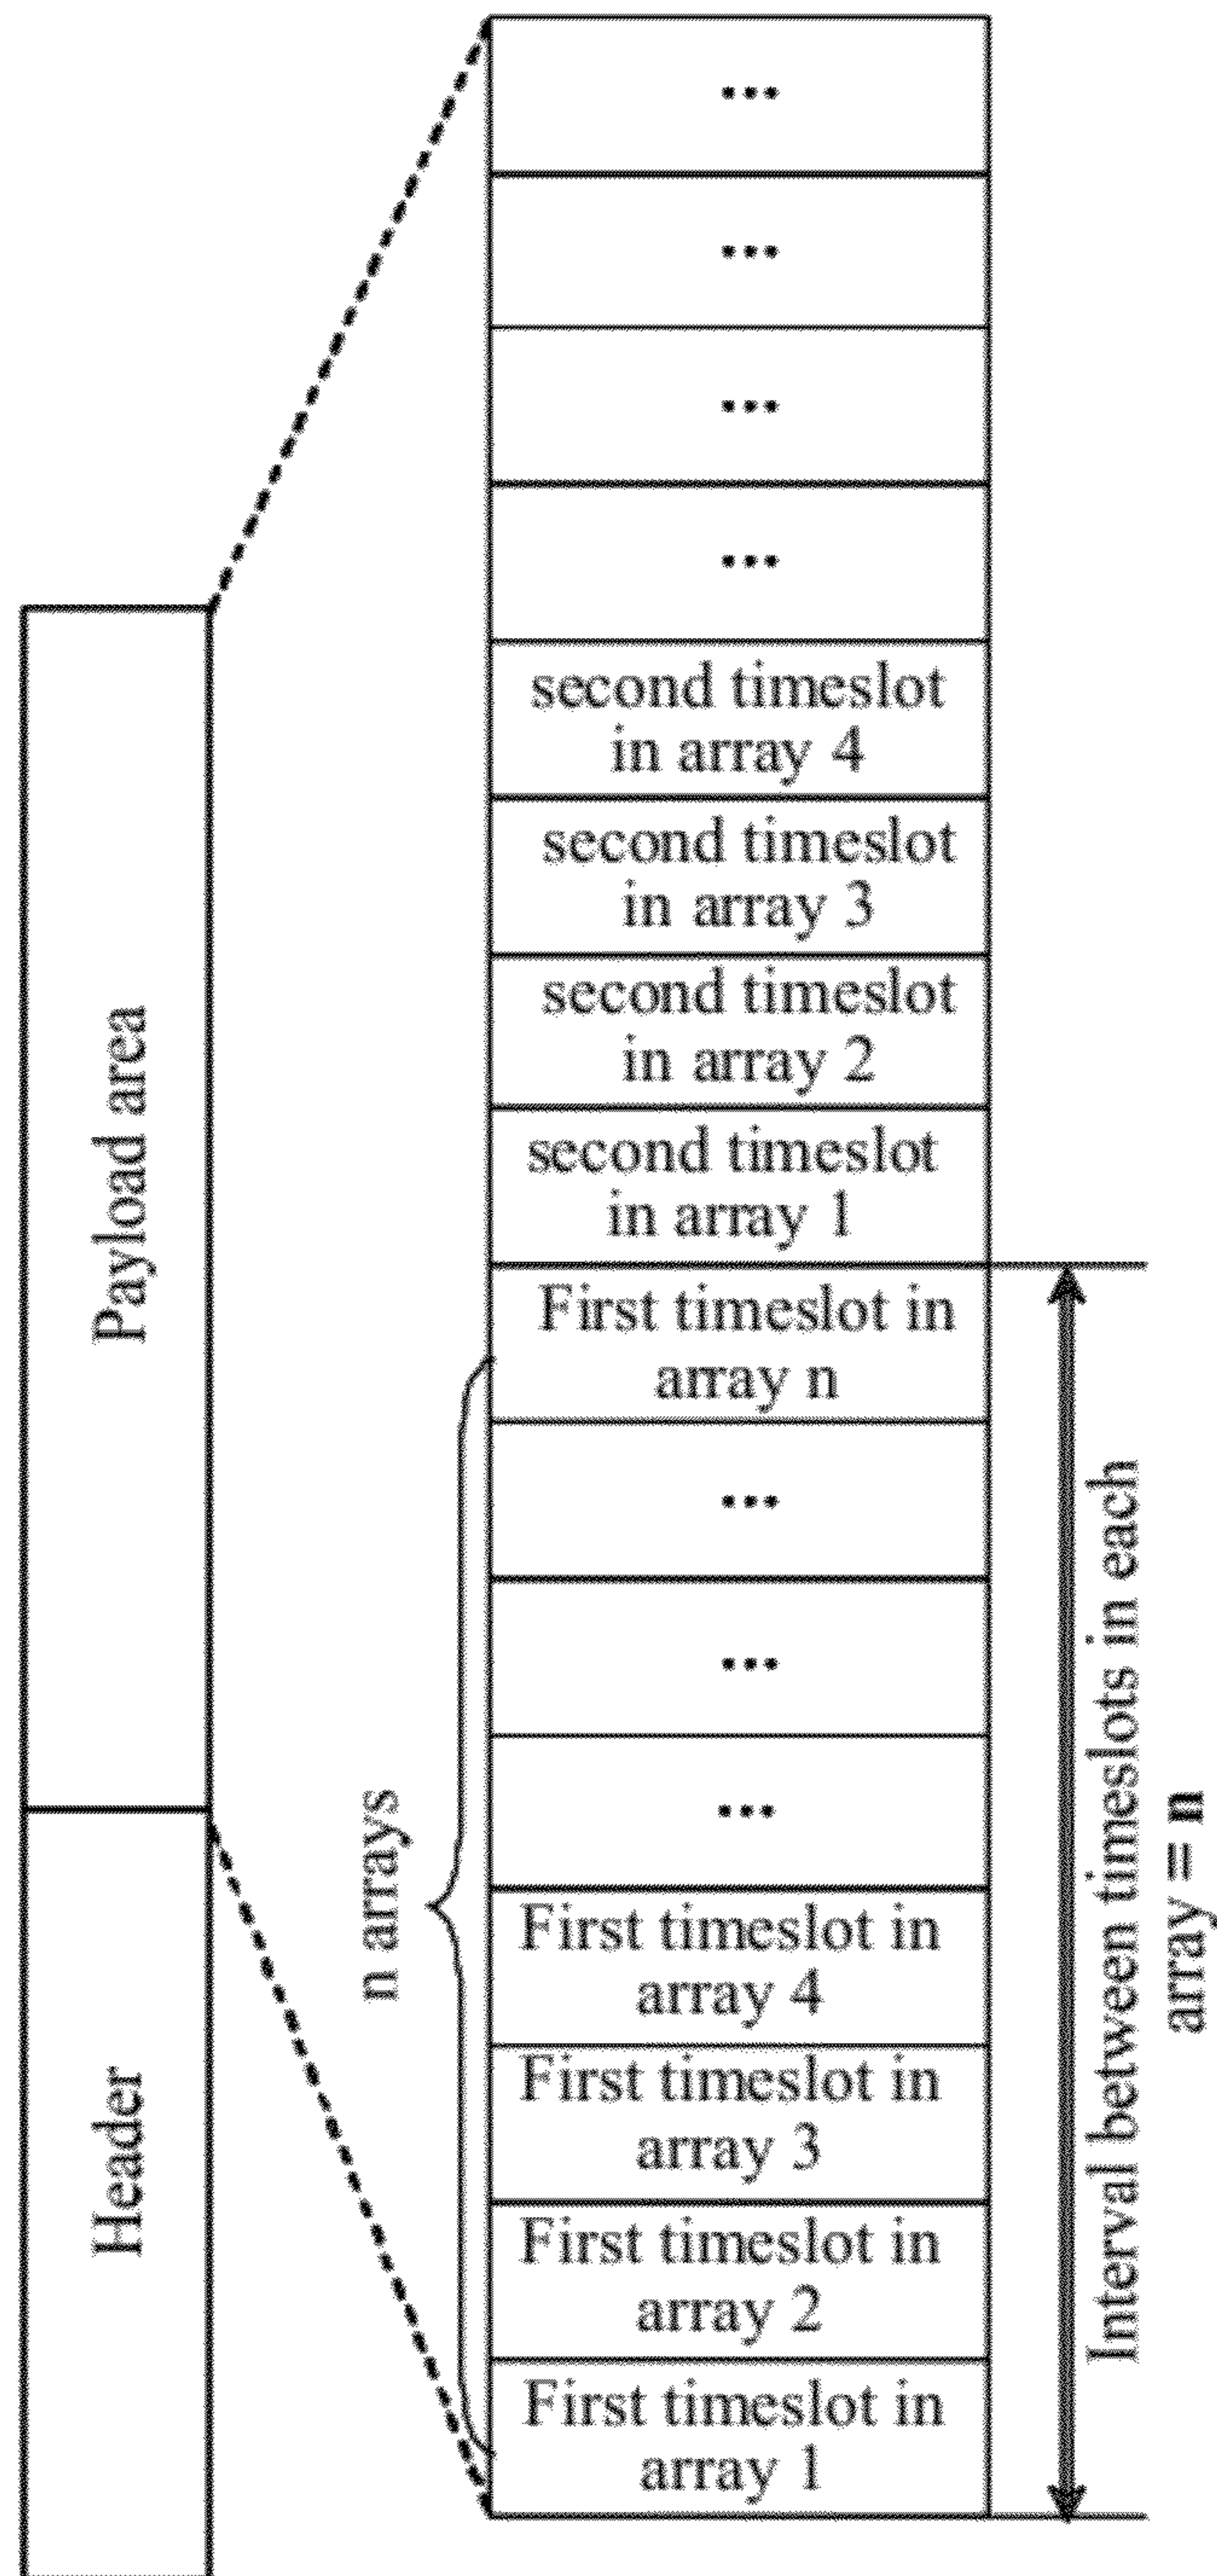 ...
...
...
...
second timeslot
in array 4
second timeslot
in array 3
second timeslot
in array 2
second timeslot
in array 1
First timeslot in
array n
...
...
...
First timeslot in
array 4
First timeslot in
array 3
First timeslot in
array 2
First timeslot in
array 1
Payload area
Header
n arrays
Interval between timeslots in each
array = n